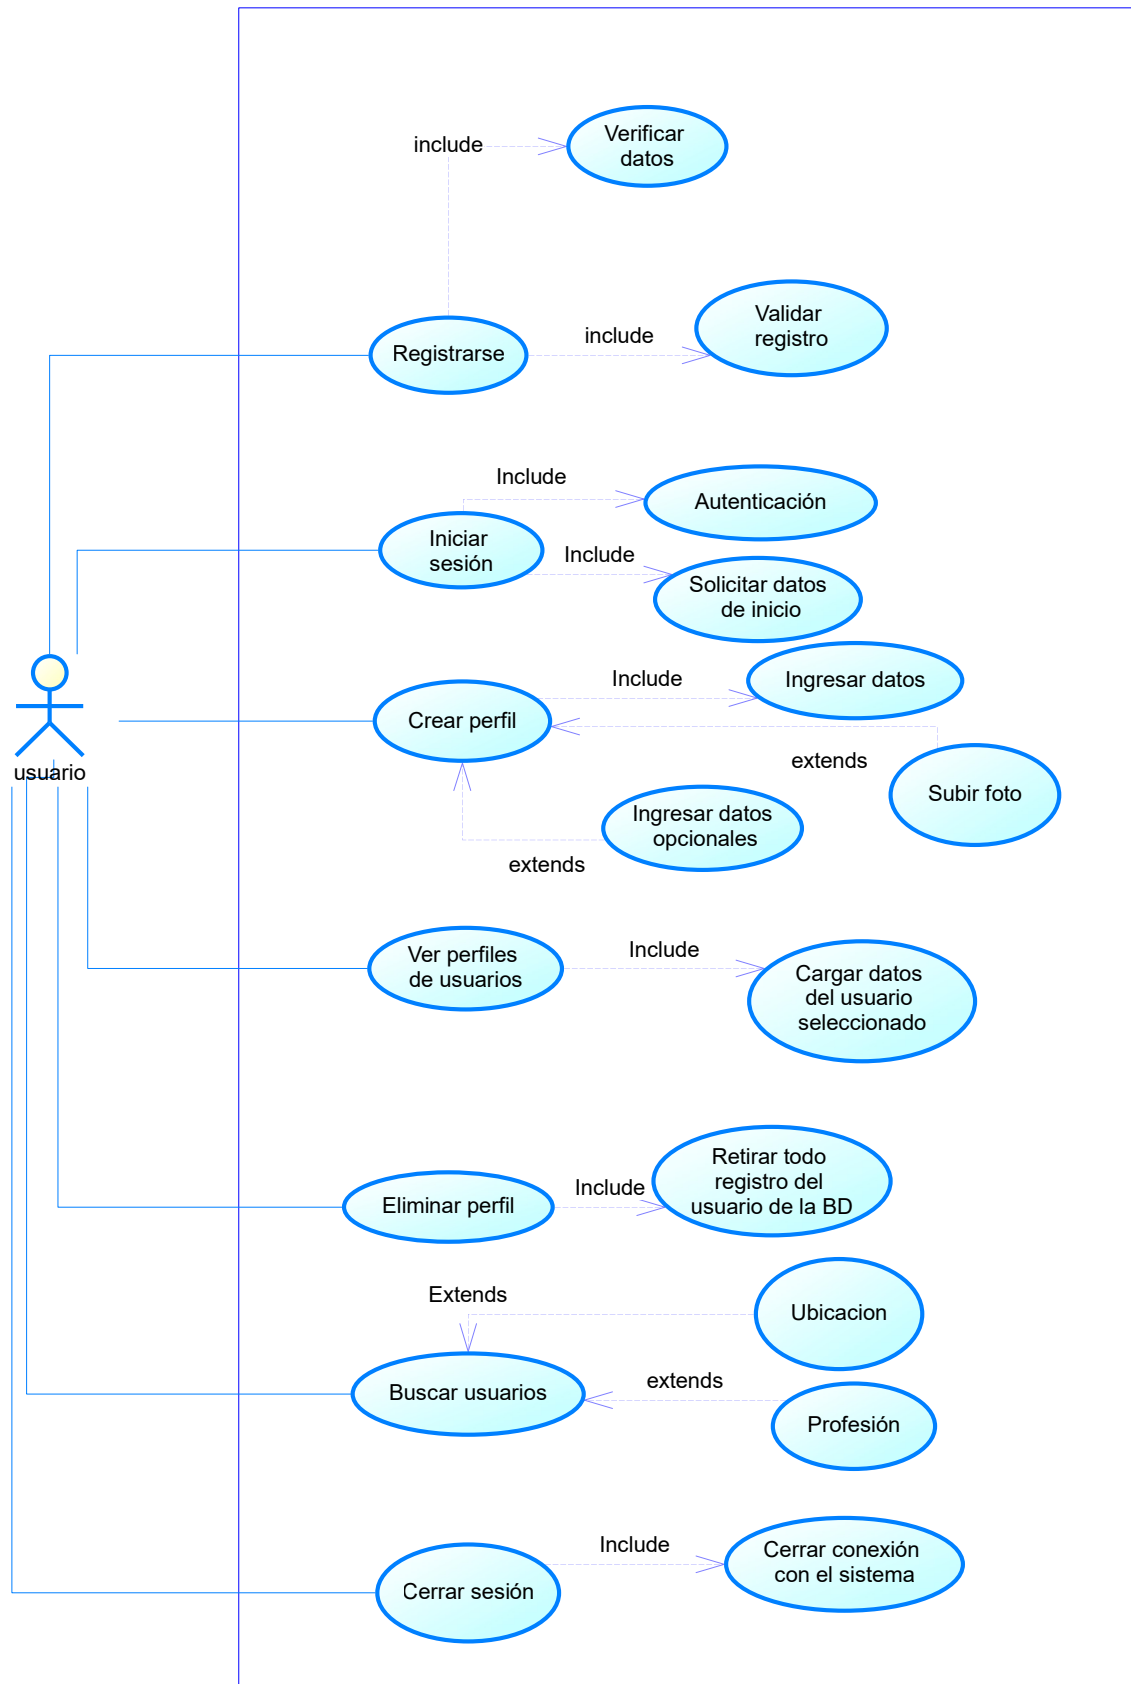 include
Verificar
datos
Registrarse
include
Validar
registro
Include
Autenticación
Iniciar
sesión
Include
Solicitar datos
de inicio
usuario
Crear perfil
Include
Ingresar datos
extends
Subir foto
Ingresar datos
opcionales
extends
Ver perfiles
de usuarios
Include
Cargar datos
del usuario
seleccionado
Eliminar perfil
Include
Retirar todo
registro del
usuario de la BD
Extends
Ubicacion
Buscar usuarios
extends
Profesión
Cerrar sesión
Include
Cerrar conexión
con el sistema